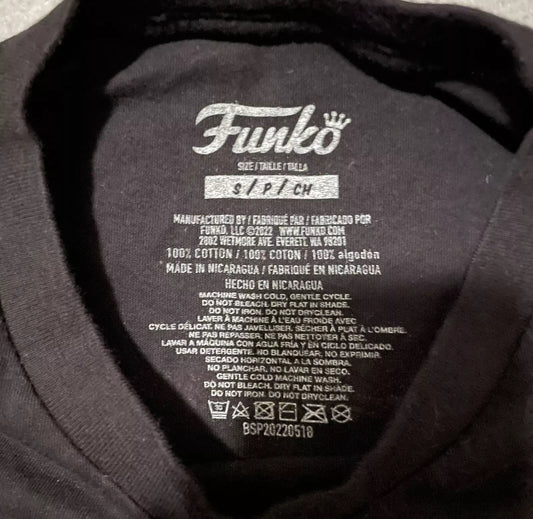 Funko
SIZE / TAILLE / TALLA
S / P / CH
MANUFACTURED BY / FABRIQUÉ PAR / FABRICADO POR
FUNKO, LLC ©2022 WWW.FUNKO.COM
2802 WETMORE AVE. EVERETT, WA 98201
100% COTTON / 100% COTON / 100% algodón
MADE IN NICARAGUA / FABRIQUÉ EN NICARAGUA
HECHO EN NICARAGUA
MACHINE WASH COLD, GENTLE CYCLE.
DO NOT BLEACH. DRY FLAT IN SHADE.
DO NOT IRON. DO NOT DRYCLEAN.
LAVER À MACHINE À L'EAU FROIDE AVEC
CYCLE DÉLICAT. NE PAS JAVELLISER. SÉCHER À PLAT À L'OMBRE.
NE PAS REPASSER. NE PAS NETTOYER À SEC.
LAVAR A MÁQUINA CON AGUA FRÍA Y EN CICLO DELICADO.
USAR DETERGENTE. NO BLANQUEAR. NO EXPRIMIR.
SECADO HORIZONTAL A LA SOMBRA.
NO PLANCHAR. NO LAVAR EN SECO.
GENTLE COLD MACHINE WASH.
DO NOT BLEACH. DRY FLAT IN SHADE.
DO NOT IRON. DO NOT DRYCLEAN.
30
BSP20220518